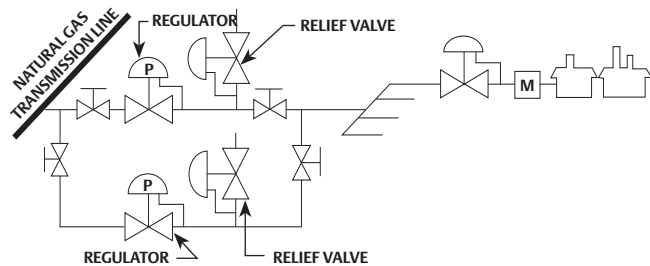 NATURAL GAS
TRANSMISSION LINE
REGULATOR
RELIEF VALVE
P
M
P
REGULATOR
RELIEF VALVE